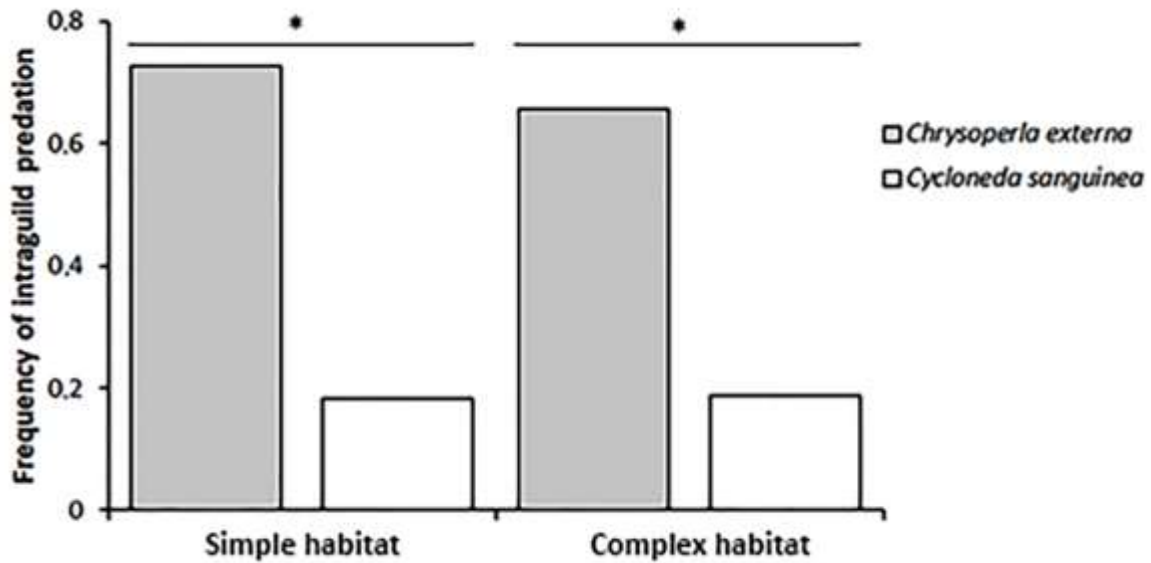 Frequency of intraguild predation
0.8
0.6
0.4
0.2
0
*
*
Simple habitat
Complex habitat
Chrysoperla externa
Cycloneda sanguinea